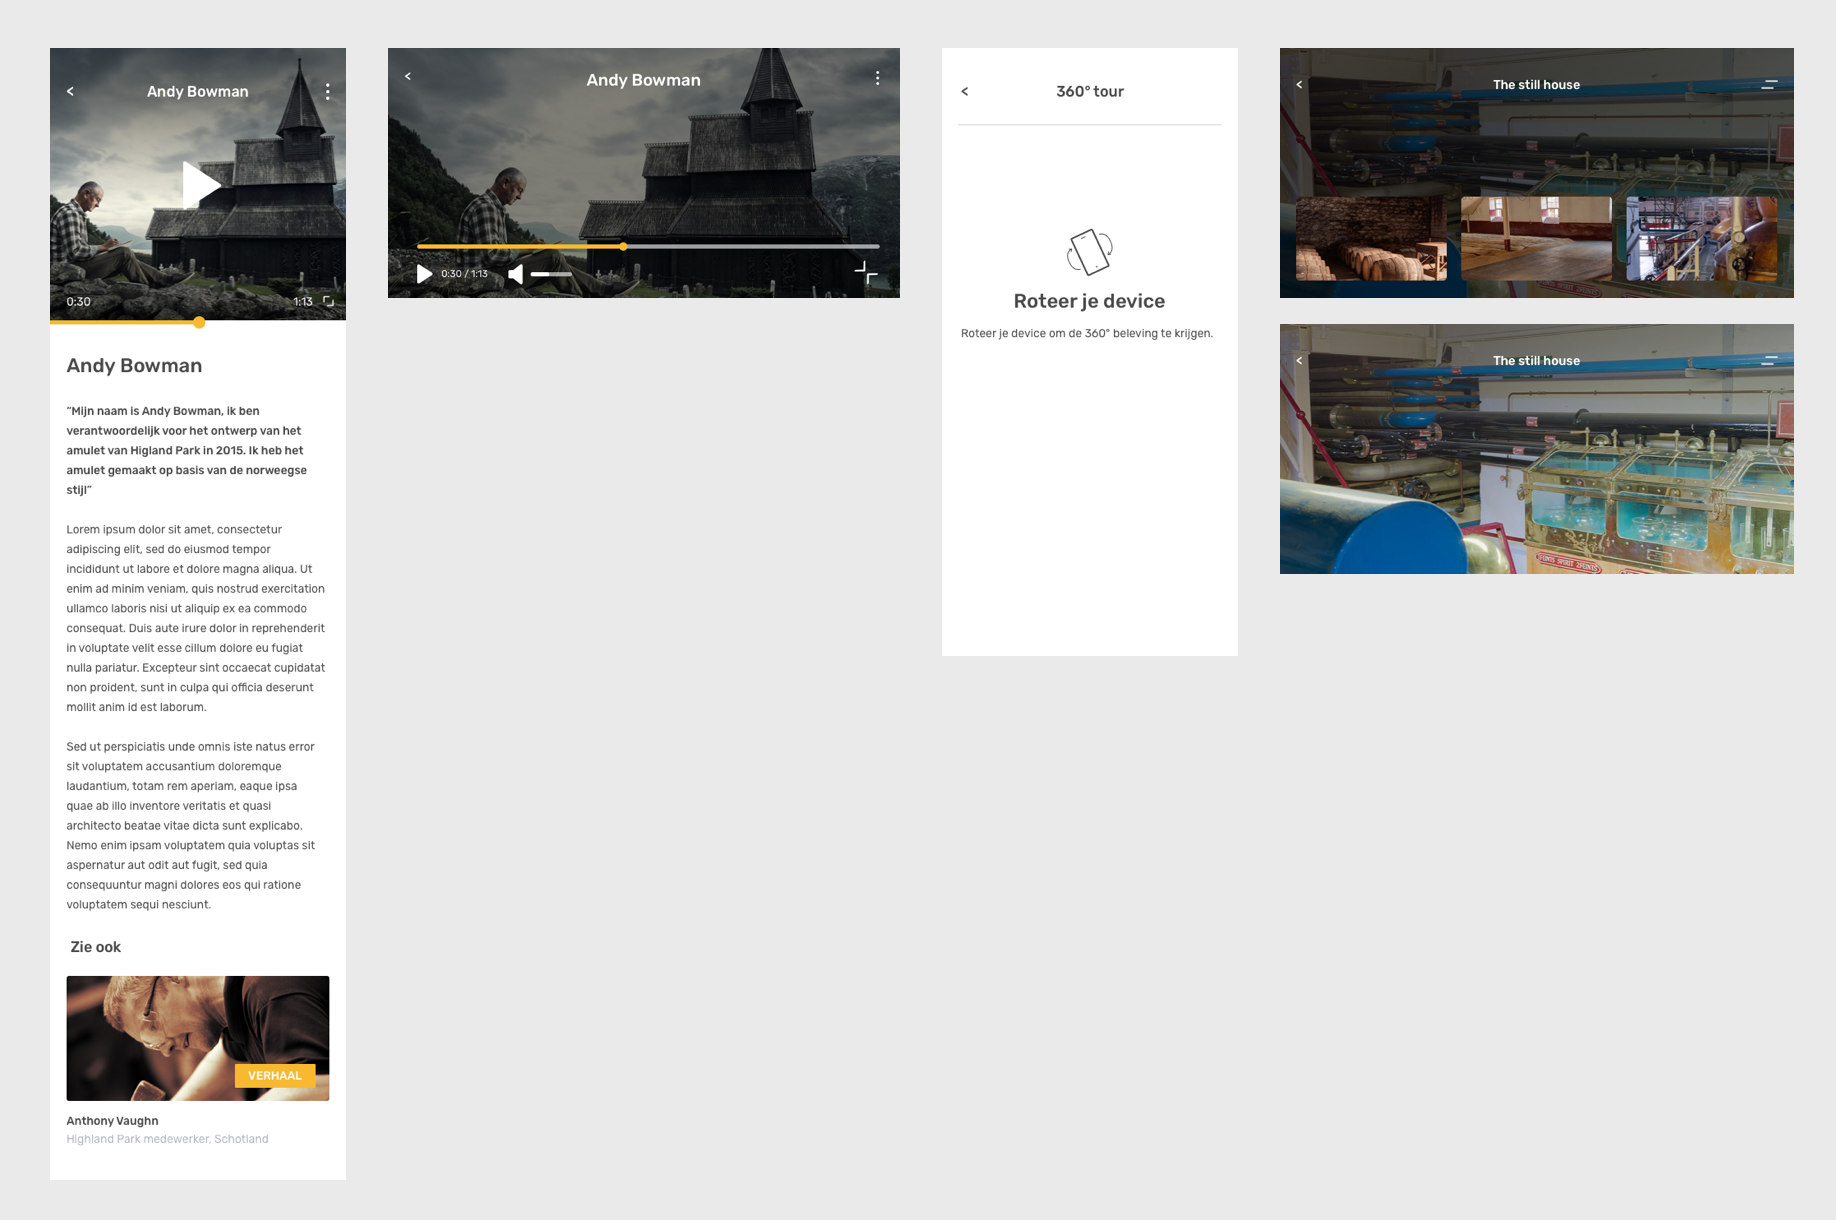 <
Andy Bowman
0:30
1:13
Andy Bowman
“Mijn naam is Andy Bowman, ik ben
verantwoordelijk voor het ontwerp van het
amulet van Higland Park in 2015. Ik heb het
amulet gemaakt op basis van de norweegse
stijl”
Lorem ipsum dolor sit amet, consectetur
adipiscing elit, sed do eiusmod tempor
incididunt ut labore et dolore magna aliqua. Ut
enim ad minim veniam, quis nostrud exercitation
ullamco laboris nisi ut aliquip ex ea commodo
consequat. Duis aute irure dolor in reprehenderit
in voluptate velit esse cillum dolore eu fugiat
nulla pariatur. Excepteur sint occaecat cupidatat
non proident, sunt in culpa qui officia deserunt
mollit anim id est laborum.
Sed ut perspiciatis unde omnis iste natus error
sit voluptatem accusantium doloremque
laudantium, totam rem aperiam, eaque ipsa
quae ab illo inventore veritatis et quasi
architecto beatae vitae dicta sunt explicabo.
Nemo enim ipsam voluptatem quia voluptas sit
aspernatur aut odit aut fugit, sed quia
consequuntur magni dolores eos qui ratione
voluptatem sequi nesciunt.
Zie ook
VERHAAL
Anthony Vaughn
Highland Park medewerker, Schotland
<
Andy Bowman
0:30 / 1:13
<
360° tour
Roteer je device
Roteer je device om de 360° beleving te krijgen.
<
The still house
<
The still house